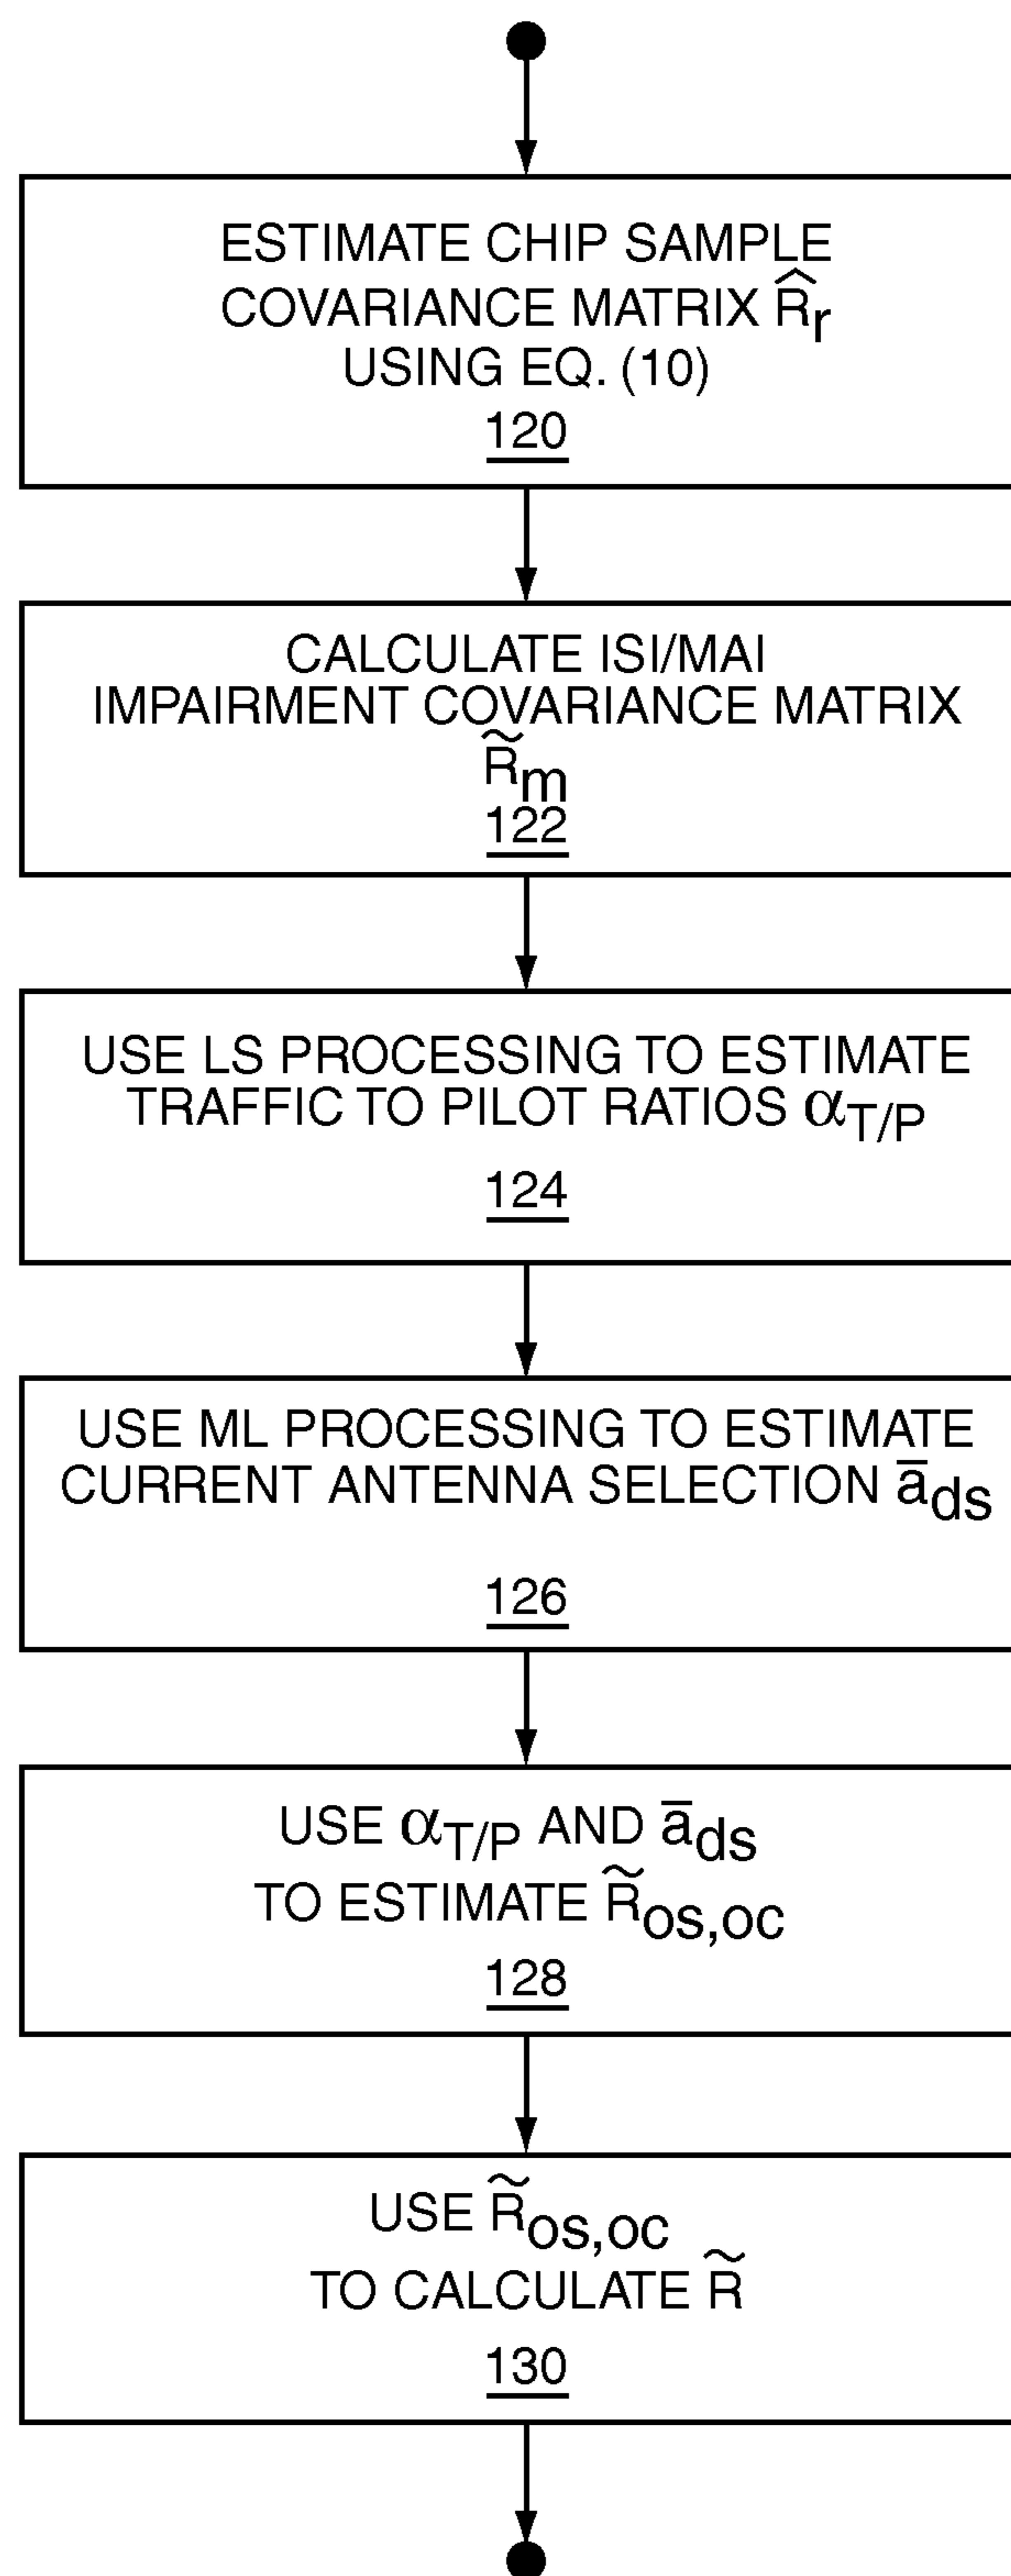 ESTIMATE CHIP SAMPLE
COVARIANCE MATRIX R̂r
USING EQ. (10)
120
CALCULATE ISI/MAI
IMPAIRMENT COVARIANCE MATRIX
R̃m
122
USE LS PROCESSING TO ESTIMATE
TRAFFIC TO PILOT RATIOS αT/P
124
USE ML PROCESSING TO ESTIMATE
CURRENT ANTENNA SELECTION āds
126
USE αT/P AND āds
TO ESTIMATE R̃os,oc
128
USE R̃os,oc
TO CALCULATE R̃
130